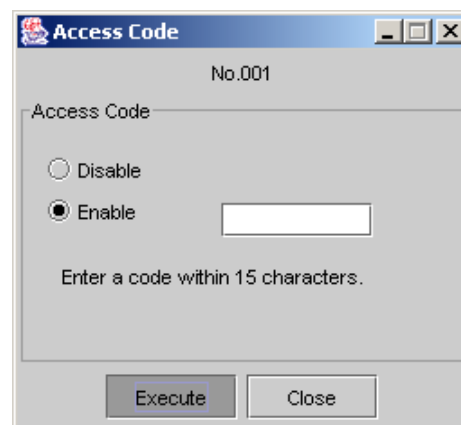 Access Code
No.001
Access Code
Disable
Enable
Enter a code within 15 characters.
Execute Close